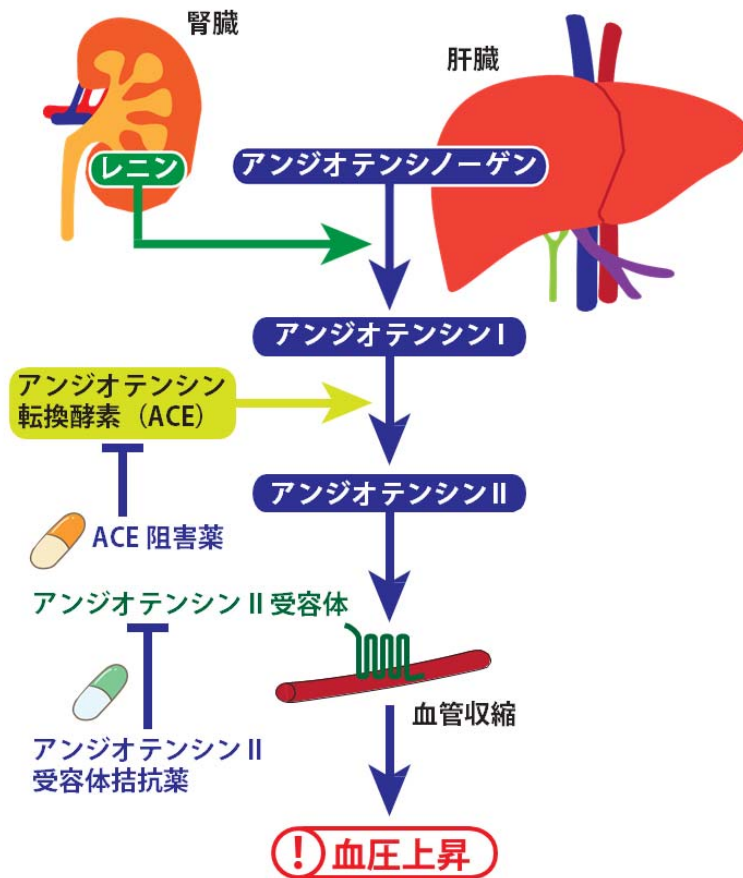 腎臓
肝臓
レニン
アンジオテンシノーゲン
アンジオテンシンⅠ
アンジオテンシン
転換酵素（ACE）
アンジオテンシンⅡ
ACE 阻害薬
アンジオテンシンⅡ受容体
血管収縮
アンジオテンシンⅡ
受容体拮抗薬
! 血圧上昇